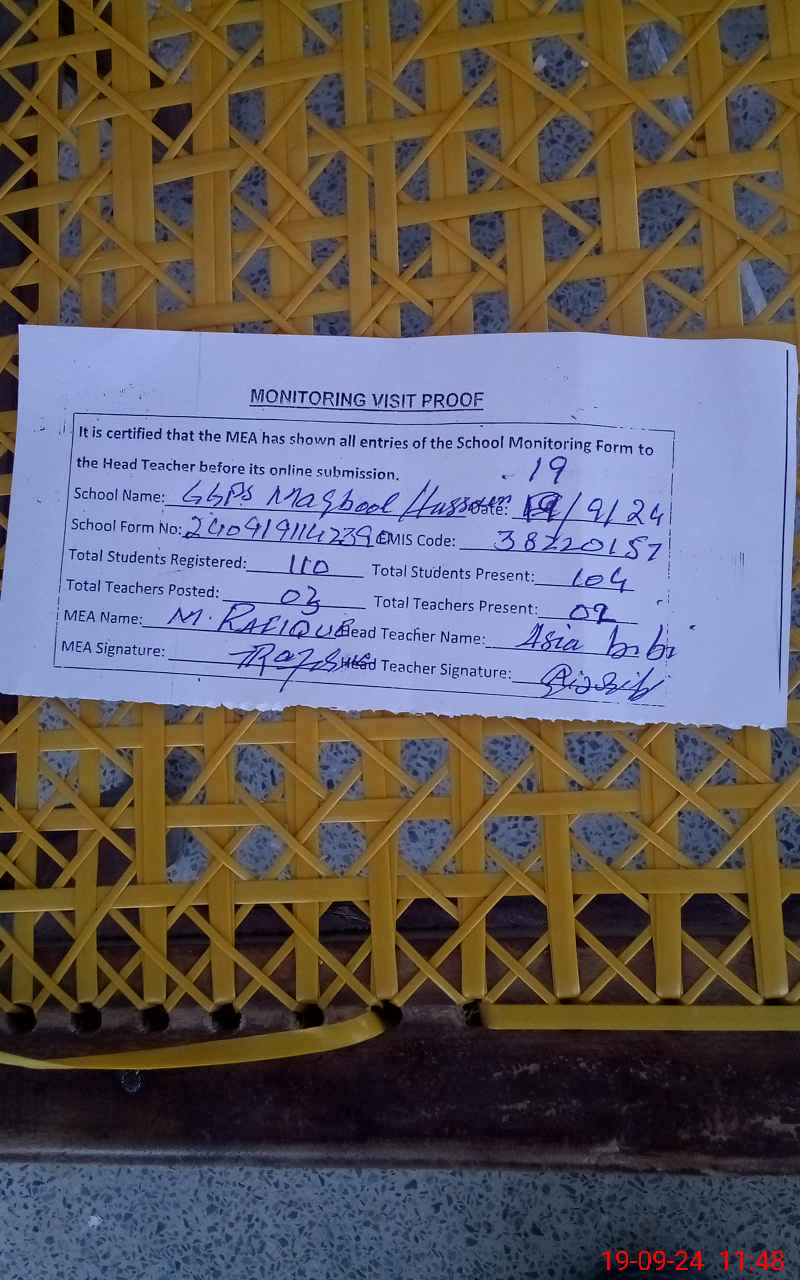 MONITORING VISIT PROOF
It is certified that the MEA has shown all entries of the School Monitoring Form to
the Head Teacher before its online submission.
19
School Name: GGPS Maqbool Hussain Date: /9/24
School Form No: EMIS Code: 38220157
Total Students Registered: 110 Total Students Present: 104
Total Teachers Posted: 03 Total Teachers Present: 02
MEA Name: M. RAFIQUE Head Teacher Name: Asia bibi
MEA Signature: Head Teacher Signature:
19-09-24 11:48